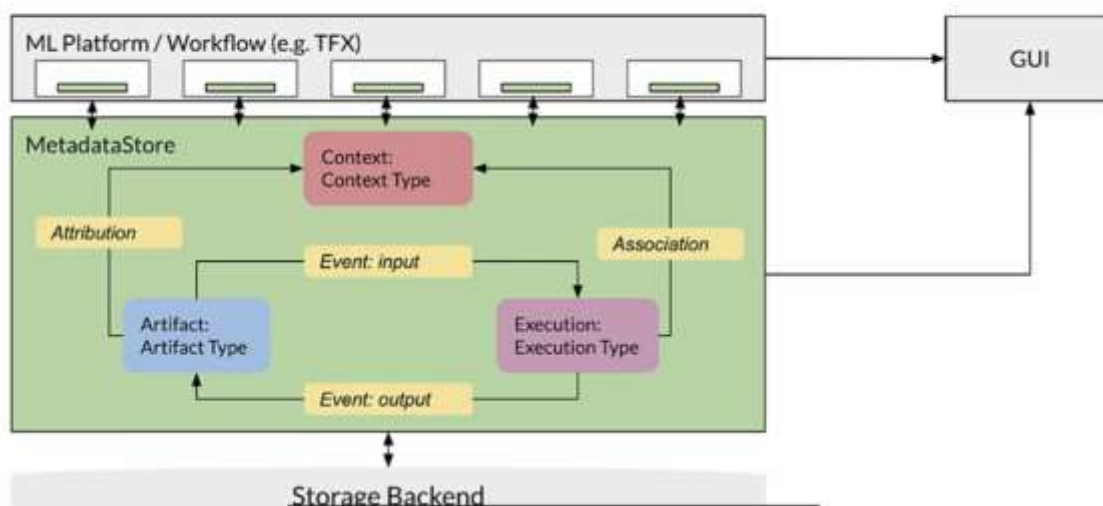 ML Platform / Workflow (e.g. TFX)
GUI
MetadataStore
Context:
Context Type
Attribution
Association
Event: input
Artifact:
Artifact Type
Execution:
Execution Type
Event: output
Storage Backend